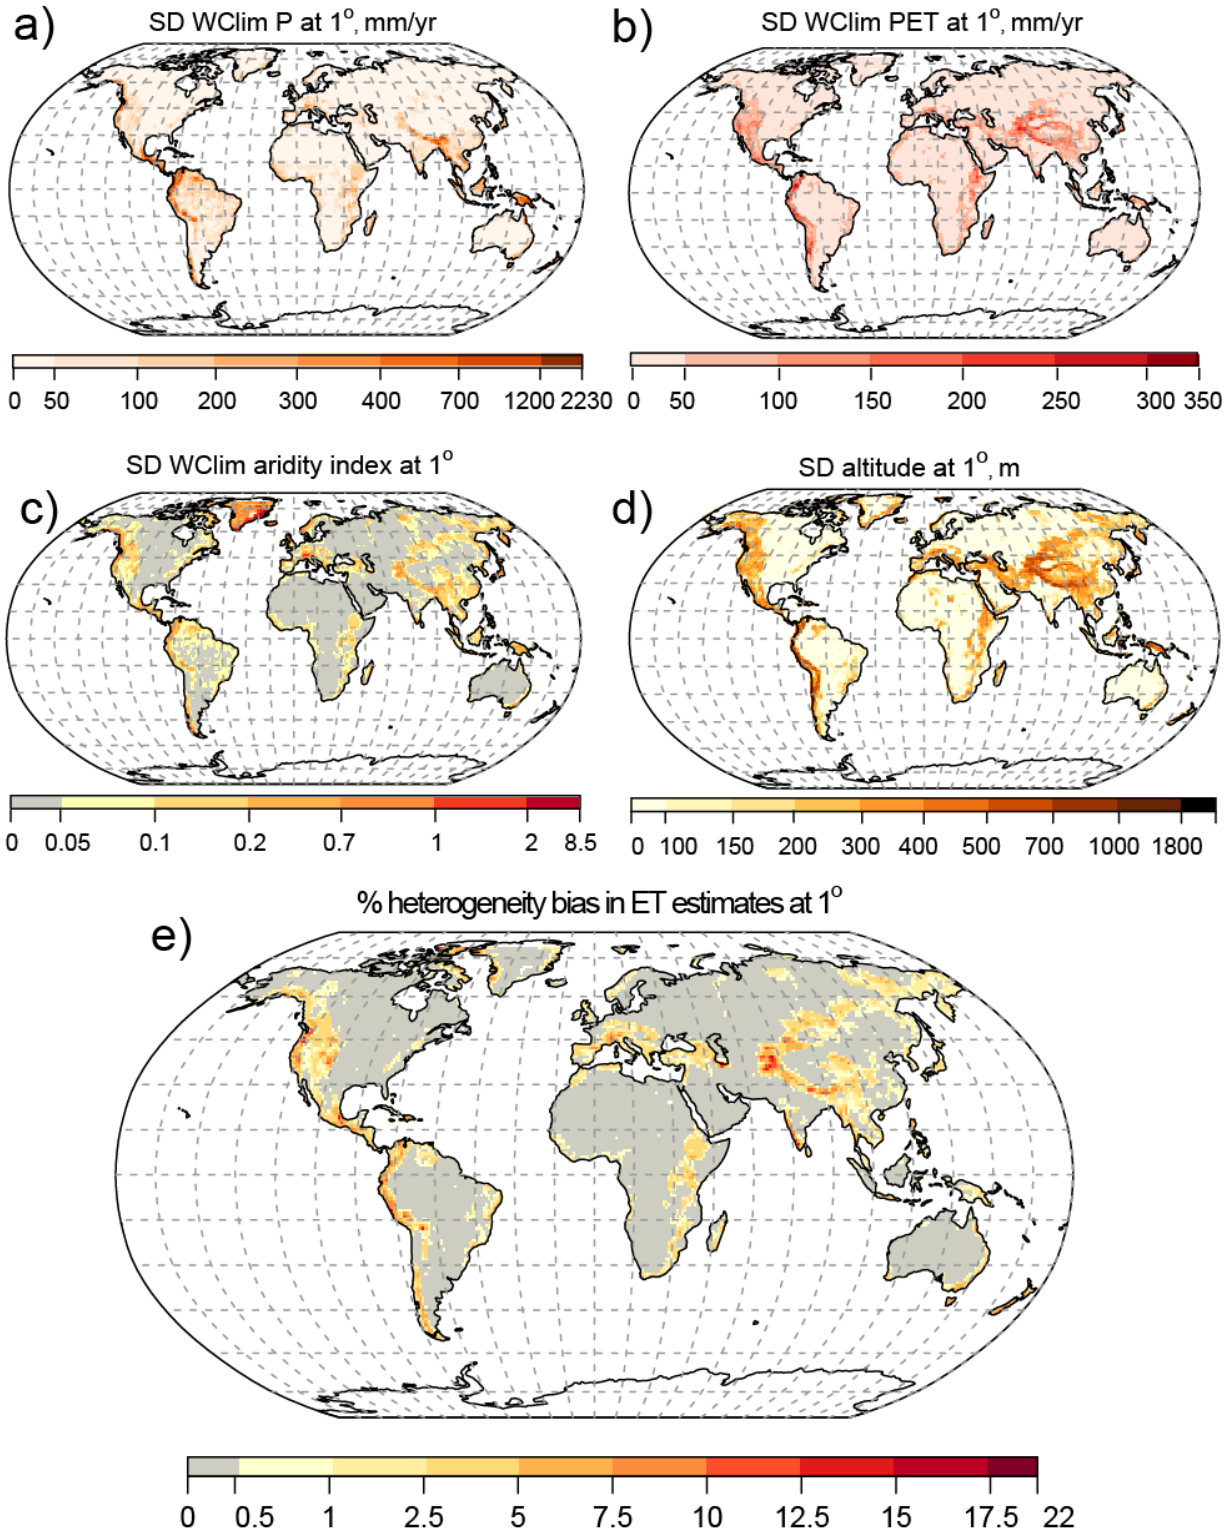 a)
SD WClim P at 1°, mm/yr
0 50 100 200 300 400 700 1200 2230
b)
SD WClim PET at 1°, mm/yr
0 50 100 150 200 250 300 350
c)
SD WClim aridity index at 1°
0 0.05 0.1 0.2 0.7 1 2 8.5
d)
SD altitude at 1°, m
0 100 150 200 300 400 500 700 1000 1800
e)
% heterogeneity bias in ET estimates at 1°
0 0.5 1 2.5 5 7.5 10 12.5 15 17.5 22